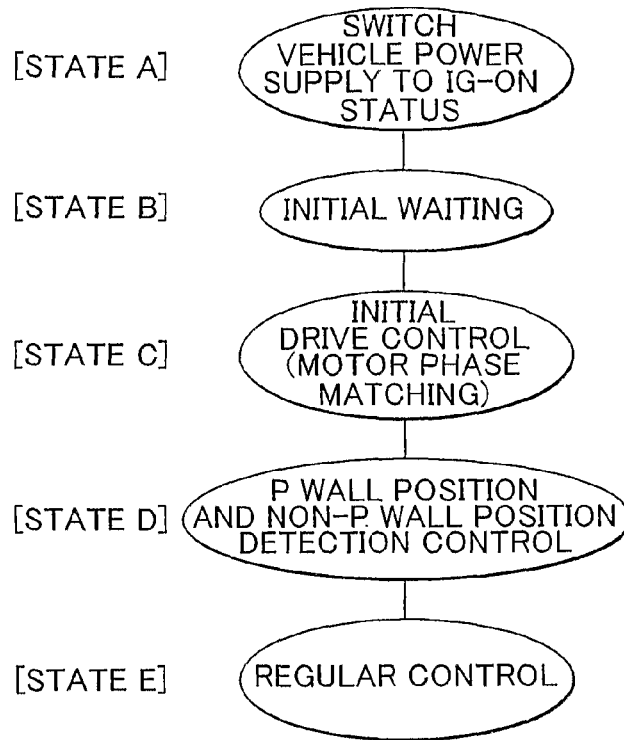 [STATE A]
SWITCH
VEHICLE POWER
SUPPLY TO IG-ON
STATUS
[STATE B]
INITIAL WAITING
[STATE C]
INITIAL
DRIVE CONTROL
(MOTOR PHASE
MATCHING)
[STATE D]
P WALL POSITION
AND NON-P WALL POSITION
DETECTION CONTROL
[STATE E]
REGULAR CONTROL